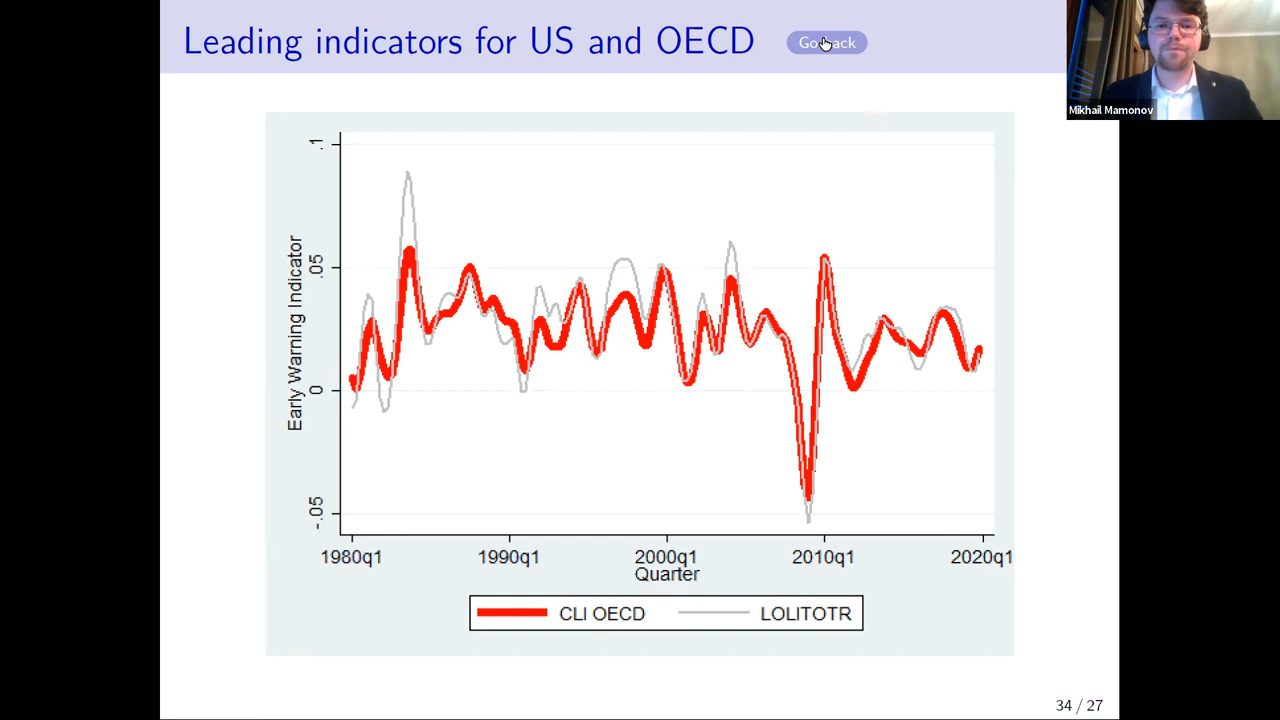 Leading indicators for US and OECD
Go back
Mikhail Mamonov
.1
.05
0
-.05
Early Warning Indicator
1980q1 1990q1 2000q1 2010q1 2020q1
Quarter
CLI OECD LOLITOTR
34 / 27